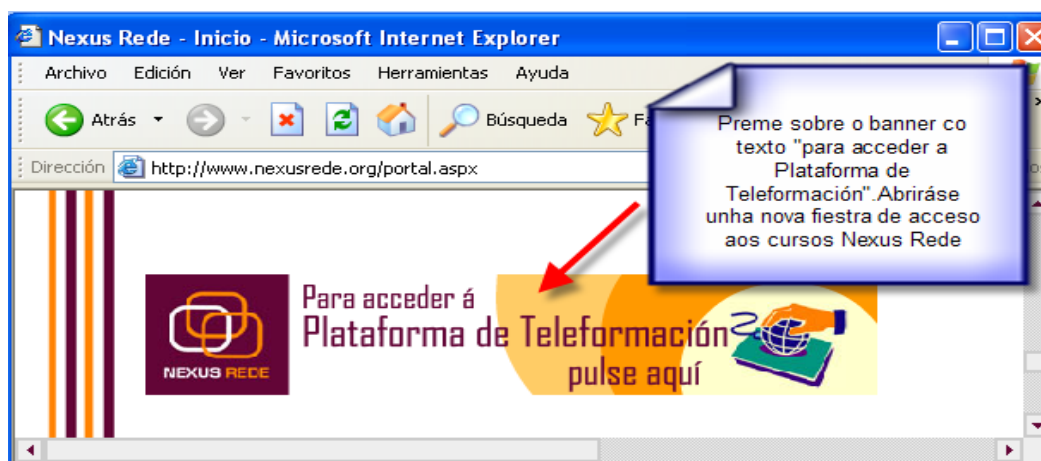 Nexus Rede - Inicio - Microsoft Internet Explorer
Archivo Edición Ver Favoritos Herramientas Ayuda
Atrás Búsqueda
Dirección http://www.nexusrede.org/portal.aspx
Preme sobre o banner co
texto "para acceder a
Plataforma de
Teleformación".Abriráse
unha nova fiestra de acceso
aos cursos Nexus Rede
Para acceder á
Plataforma de Teleformación
pulse aquí
NEXUS REDE